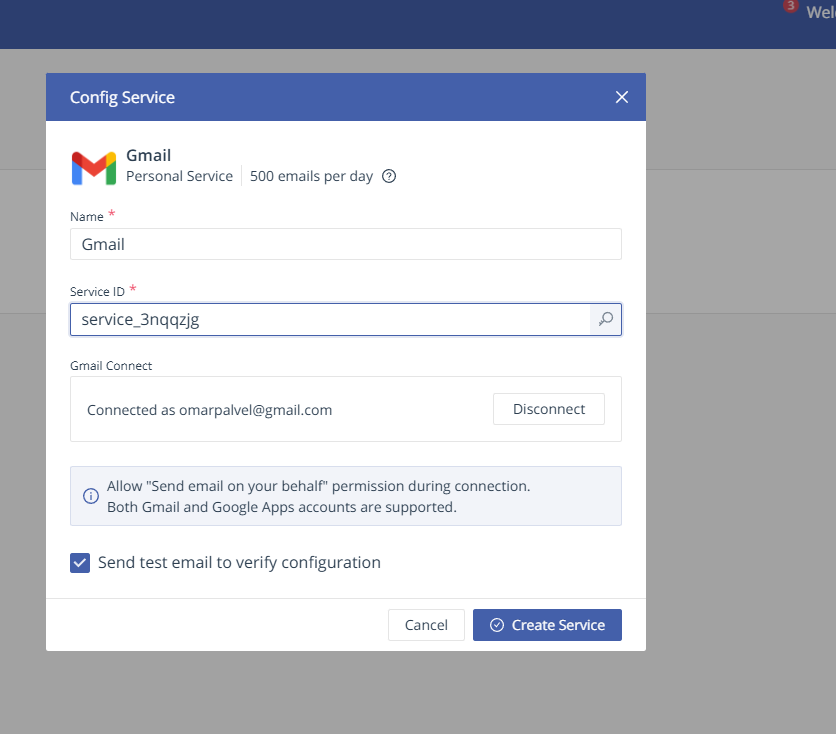 3
Config Service
Gmail
Personal Service 500 emails per day
Name *
Gmail
Service ID *
service_3nqqzjg
Gmail Connect
Connected as omarpalvel@gmail.com Disconnect
Allow "Send email on your behalf" permission during connection.
Both Gmail and Google Apps accounts are supported.
Send test email to verify configuration
Cancel Create Service